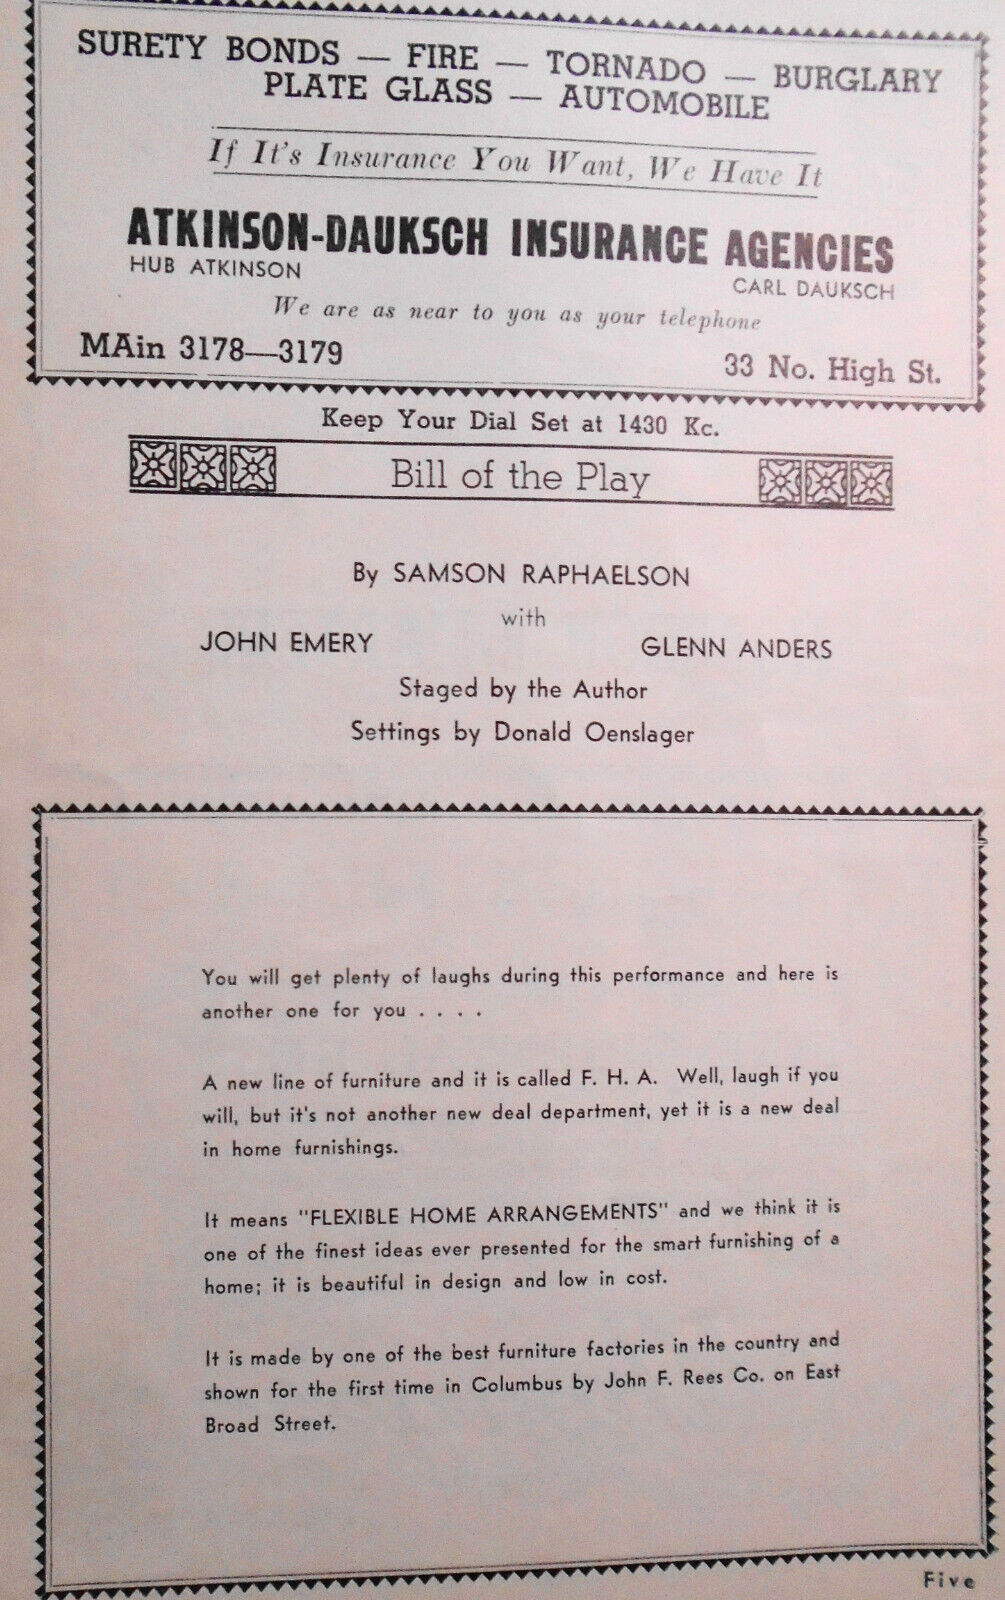 SURETY BONDS — FIRE — TORNADO — BURGLARY
PLATE GLASS — AUTOMOBILE
If It's Insurance You Want, We Have It
ATKINSON-DAUKSCH INSURANCE AGENCIES
HUB ATKINSON
CARL DAUKSCH
We are as near to you as your telephone
MAin 3178—3179
33 No. High St.
Keep Your Dial Set at 1430 Kc.
Bill of the Play
By SAMSON RAPHAELSON
with
JOHN EMERY
GLENN ANDERS
Staged by the Author
Settings by Donald Oenslager
You will get plenty of laughs during this performance and here is
another one for you . . . .
A new line of furniture and it is called F. H. A. Well, laugh if you
will, but it's not another new deal department, yet it is a new deal
in home furnishings.
It means "FLEXIBLE HOME ARRANGEMENTS" and we think it is
one of the finest ideas ever presented for the smart furnishing of a
home; it is beautiful in design and low in cost.
It is made by one of the best furniture factories in the country and
shown for the first time in Columbus by John F. Rees Co. on East
Broad Street.
Five